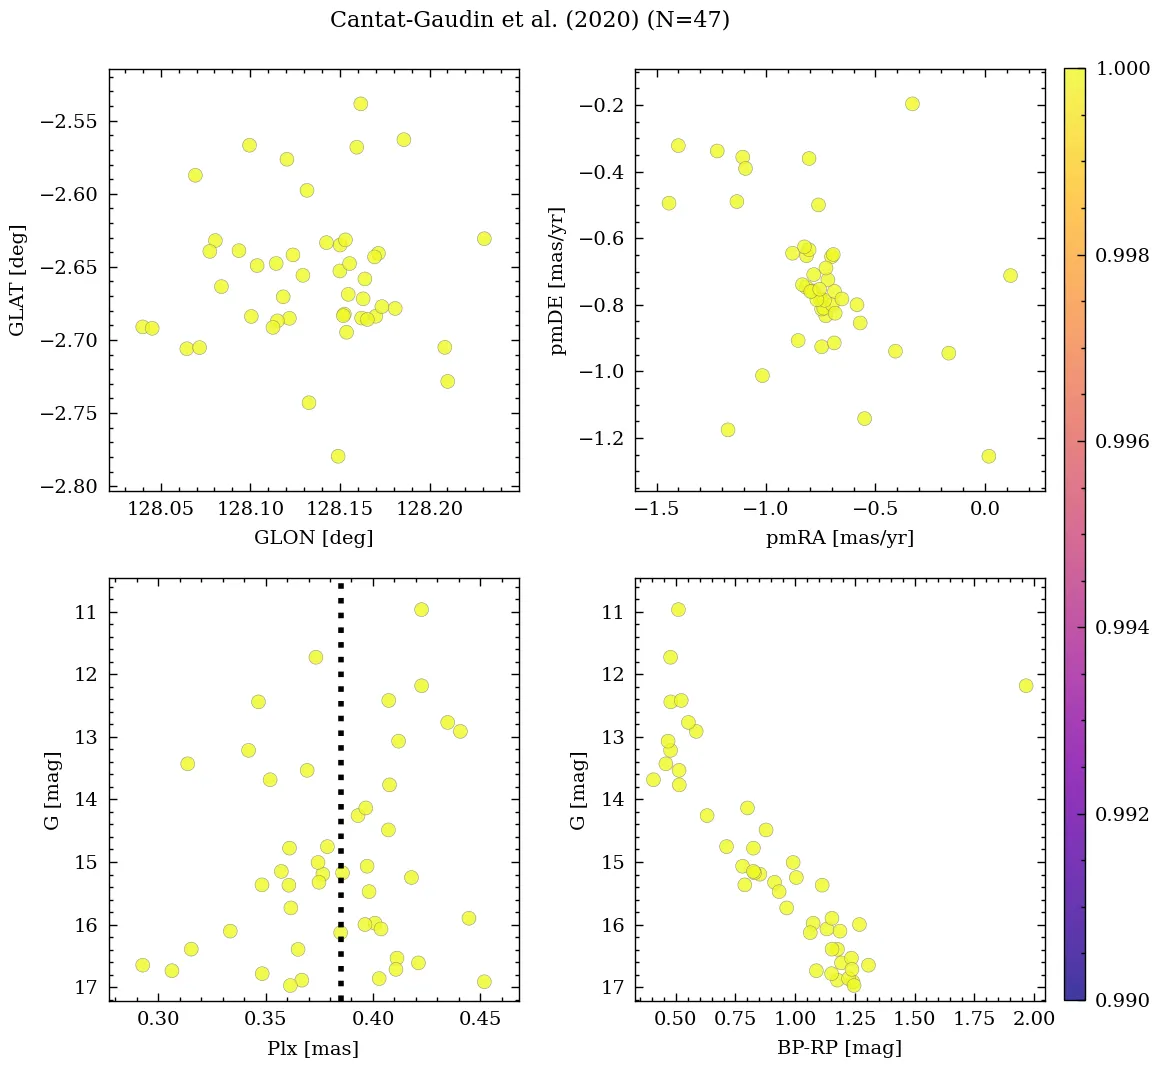 Cantat-Gaudin et al. (2020) (N=47)
GLAT [deg]
−2.55
−2.60
−2.65
−2.70
−2.75
−2.80
128.05 128.10 128.15 128.20
GLON [deg]
pmDE [mas/yr]
−0.2
−0.4
−0.6
−0.8
−1.0
−1.2
−1.5 −1.0 −0.5 0.0
pmRA [mas/yr]
1.000
0.998
0.996
0.994
0.992
0.990
G [mag]
11
12
13
14
15
16
17
0.30 0.35 0.40 0.45
Plx [mas]
G [mag]
11
12
13
14
15
16
17
0.50 0.75 1.00 1.25 1.50 1.75 2.00
BP-RP [mag]